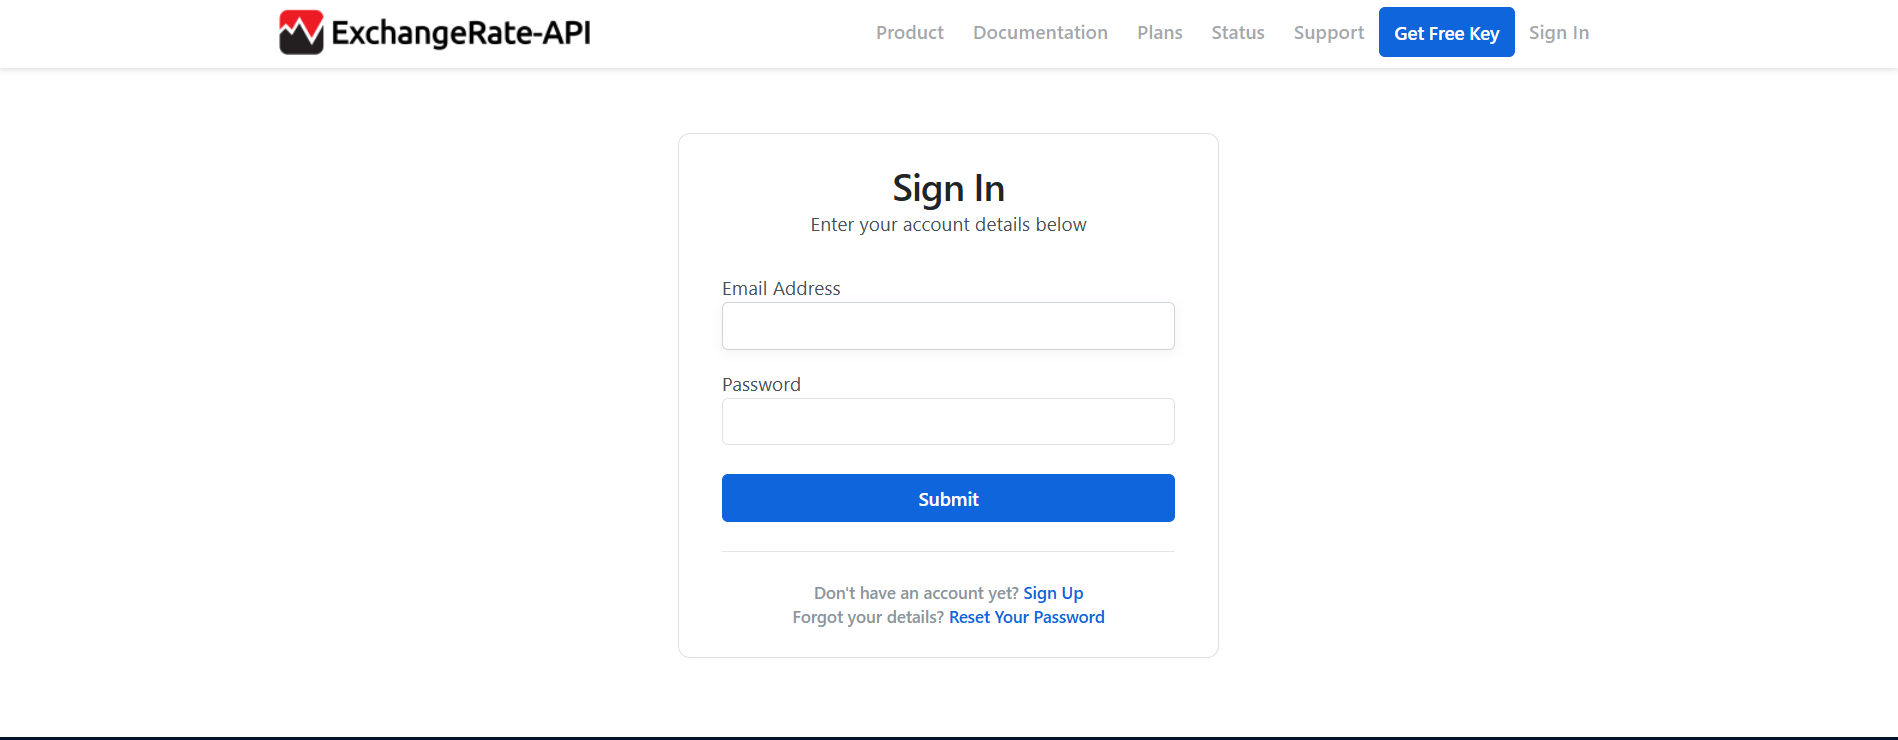 ExchangeRate-API Product Documentation Plans Status Support Get Free Key Sign In
Sign In
Enter your account details below
Email Address
Password
Submit
Don't have an account yet? Sign Up
Forgot your details? Reset Your Password